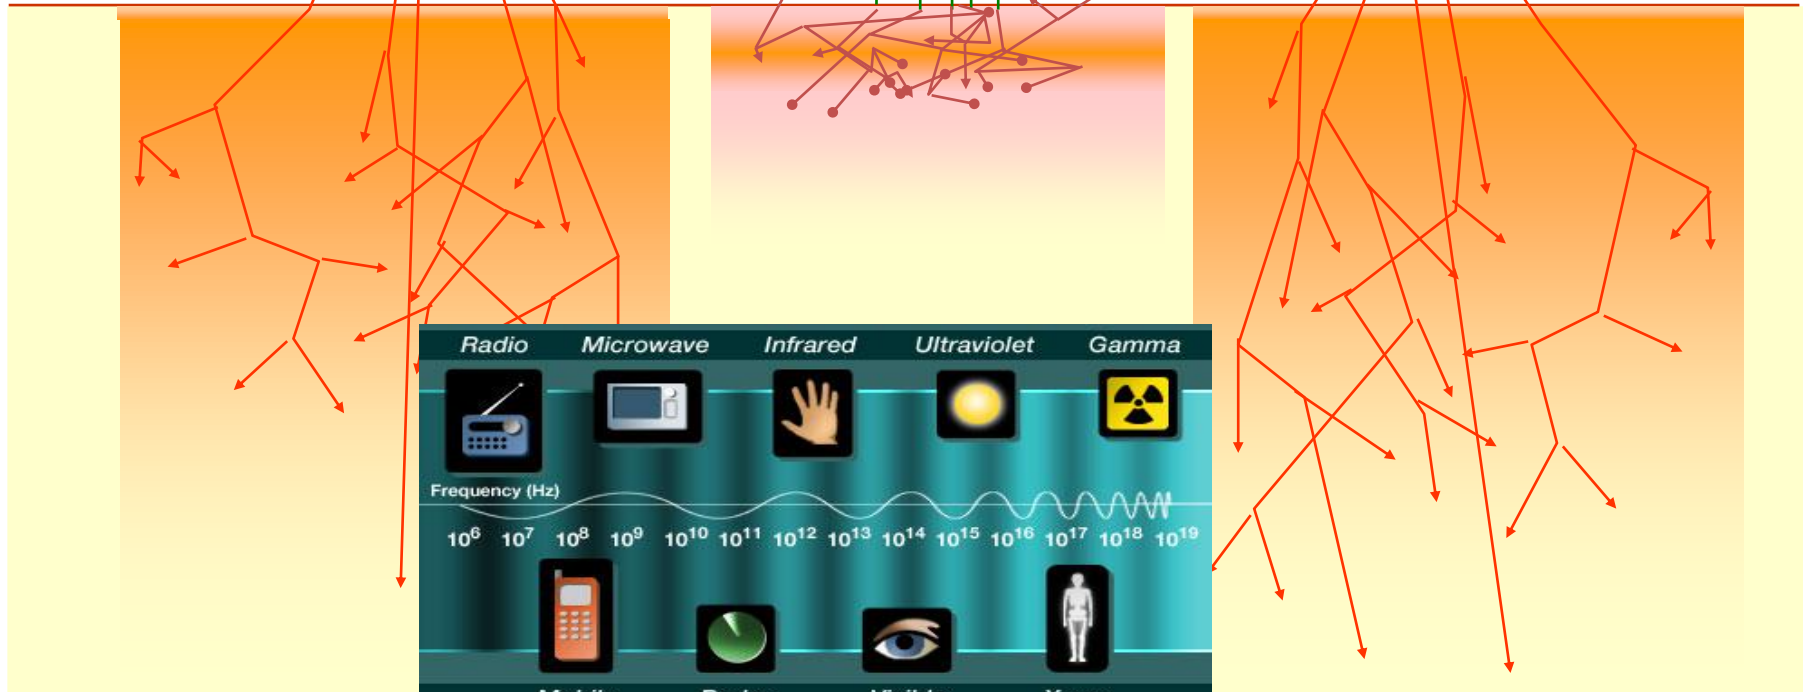 Radio Microwave Infrared Ultraviolet Gamma
Frequency (Hz)
10⁶ 10⁷ 10⁸ 10⁹ 10¹⁰ 10¹¹ 10¹² 10¹³ 10¹⁴ 10¹⁵ 10¹⁶ 10¹⁷ 10¹⁸ 10¹⁹